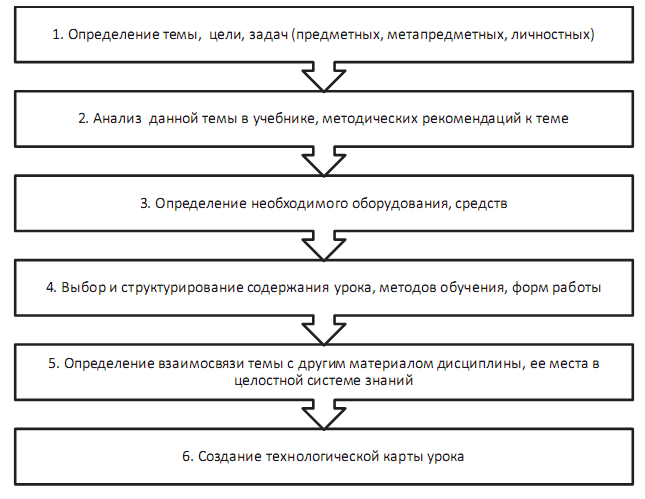 1. Определение темы, цели, задач (предметных, метапредметных, личностных)
2. Анализ данной темы в учебнике, методических рекомендаций к теме
3. Определение необходимого оборудования, средств
4. Выбор и структурирование содержания урока, методов обучения, форм работы
5. Определение взаимосвязи темы с другим материалом дисциплины, ее места в
целостной системе знаний
6. Создание технологической карты урока